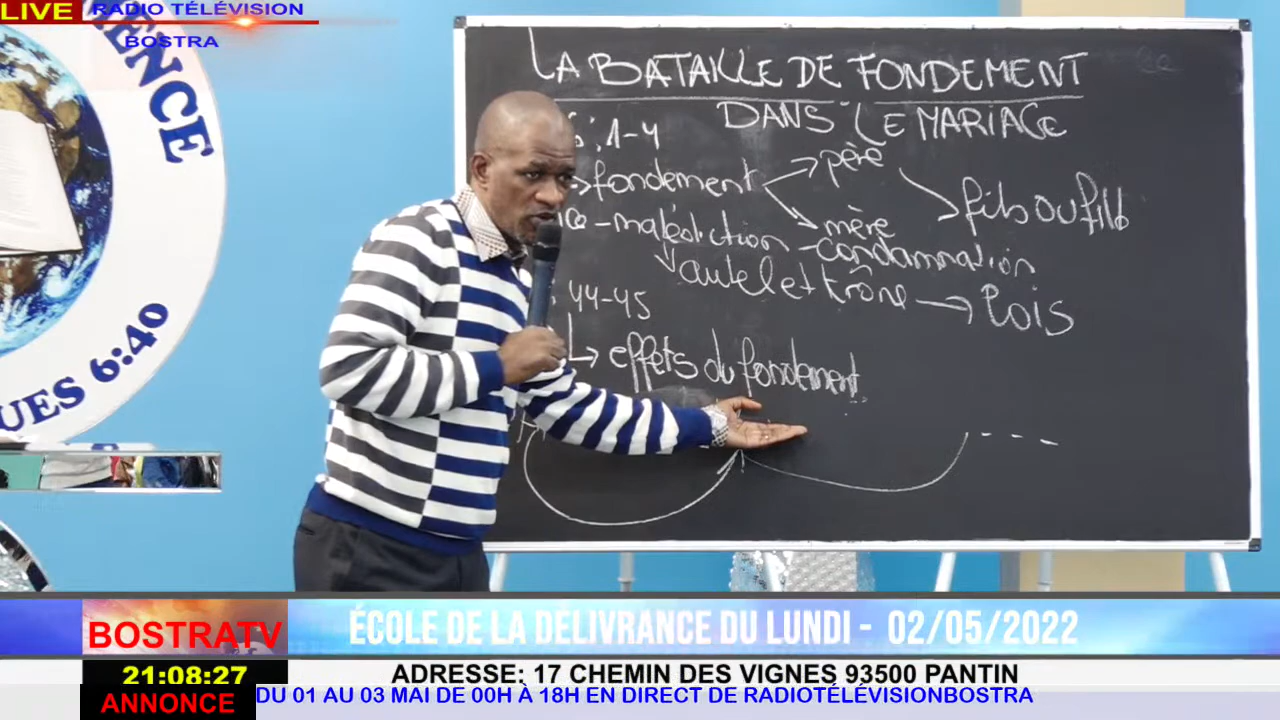 LIVE
RADIO TÉLÉVISION
BOSTRA
ENCE
UES 6:40
LA BATAILLE DE FONDEMENT
DANS LE MARIAGE
:1-4
fondement
père
mère
fils ou fille
-malédiction - condamnation
autel et trône → lois
44-45
effets du fondement
BOSTRATV
ÉCOLE DE LA DÉLIVRANCE DU LUNDI - 02/05/2022
21:08:27
ADRESSE: 17 CHEMIN DES VIGNES 93500 PANTIN
ANNONCE
DU 01 AU 03 MAI DE 00H À 18H EN DIRECT DE RADIOTÉLÉVISIONBOSTRA